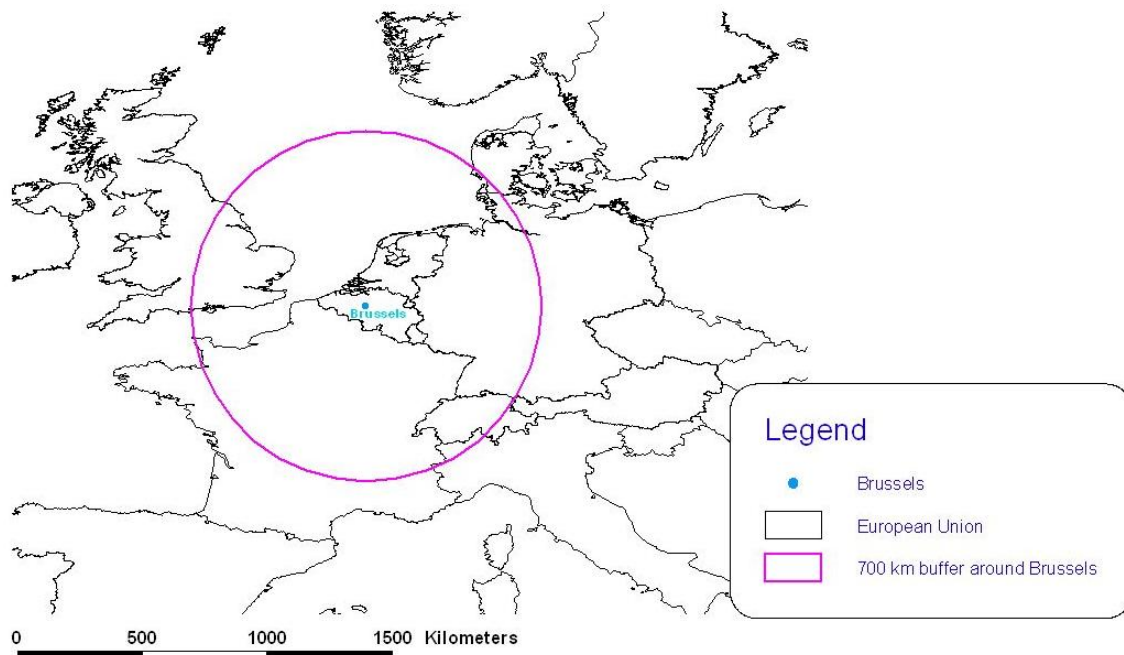 Brussels
Legend
Brussels
European Union
700 km buffer around Brussels
0 500 1000 1500 Kilometers